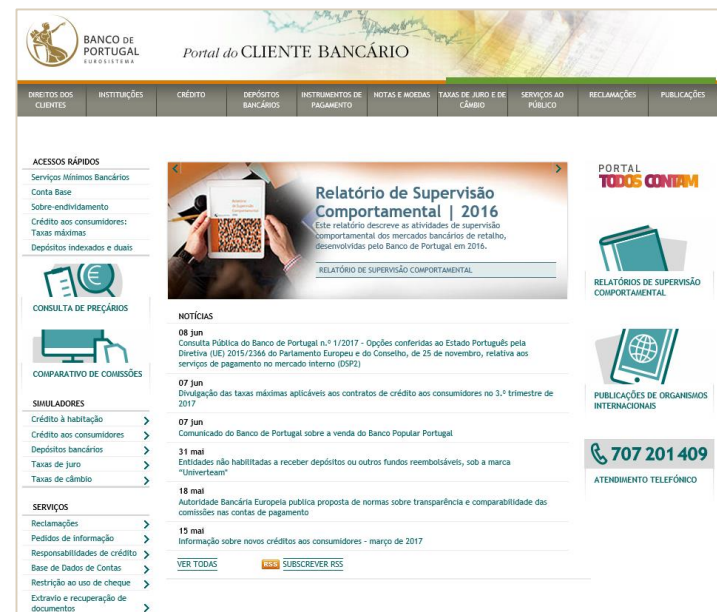 BANCO DE
PORTUGAL
EUROSISTEMA
Portal do CLIENTE BANCÁRIO
DIREITOS DOS
CLIENTES
INSTITUIÇÕES
CRÉDITO
DEPÓSITOS
BANCÁRIOS
INSTRUMENTOS DE
PAGAMENTO
NOTAS E MOEDAS
TAXAS DE JURO E DE
CÂMBIO
SERVIÇOS AO
PÚBLICO
RECLAMAÇÕES
PUBLICAÇÕES
ACESSOS RÁPIDOS
Serviços Mínimos Bancários
Conta Base
Sobre-endividamento
Crédito aos consumidores:
Taxas máximas
Depósitos indexados e duais
CONSULTA DE PREÇÁRIOS
COMPARATIVO DE COMISSÕES
SIMULADORES
Crédito à habitação
Crédito aos consumidores
Depósitos bancários
Taxas de juro
Taxas de câmbio
SERVIÇOS
Reclamações
Pedidos de informação
Responsabilidades de crédito
Base de Dados de Contas
Restrição ao uso de cheque
Extravio e recuperação de
documentos
Relatório de Supervisão
Comportamental | 2016
Este relatório descreve as atividades de supervisão
comportamental dos mercados bancários de retalho,
desenvolvidas pelo Banco de Portugal em 2016.
RELATÓRIO DE SUPERVISÃO COMPORTAMENTAL
NOTÍCIAS
08 jun
Consulta Pública do Banco de Portugal n.º 1/2017 - Opções conferidas ao Estado Português pela
Diretiva (UE) 2015/2366 do Parlamento Europeu e do Conselho, de 25 de novembro, relativa aos
serviços de pagamento no mercado interno (DSP2)
07 jun
Divulgação das taxas máximas aplicáveis aos contratos de crédito aos consumidores no 3.º trimestre de
2017
07 jun
Comunicado do Banco de Portugal sobre a venda do Banco Popular Portugal
31 mai
Entidades não habilitadas a receber depósitos ou outros fundos reembolsáveis, sob a marca
"Univerteam"
18 mai
Autoridade Bancária Europeia publica proposta de normas sobre transparência e comparabilidade das
comissões nas contas de pagamento
15 mai
Informação sobre novos créditos aos consumidores - março de 2017
VER TODAS
RSS SUBSCREVER RSS
PORTAL
TODOS CONTAM
RELATÓRIOS DE SUPERVISÃO
COMPORTAMENTAL
PUBLICAÇÕES DE ORGANISMOS
INTERNACIONAIS
707 201 409
ATENDIMENTO TELEFÓNICO